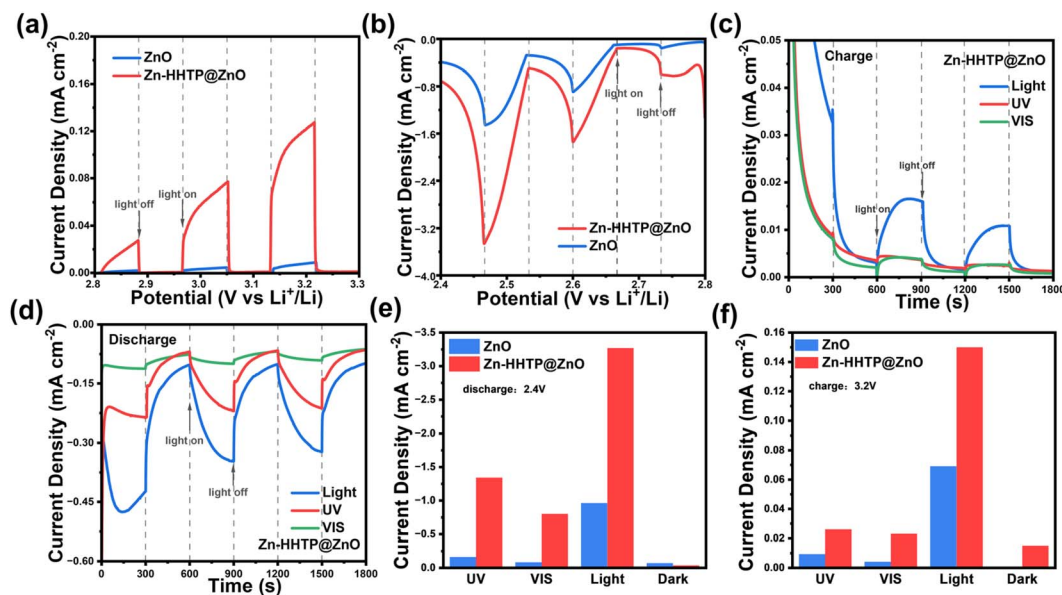 (a)
0.20
0.16
0.12
0.08
0.04
0.00
Current Density (mA cm⁻²)
ZnO
Zn-HHTP@ZnO
light off
light on
2.8 2.9 3.0 3.1 3.2 3.3
Potential (V vs Li⁺/Li)
(b)
0.0
-0.8
-1.6
-2.4
-3.2
-4.0
Current Density (mA cm⁻²)
light on
light off
Zn-HHTP@ZnO
ZnO
2.4 2.5 2.6 2.7 2.8
Potential (V vs Li⁺/Li)
(c)
0.05
0.04
0.03
0.02
0.01
0.00
Current Density (mA cm⁻²)
Charge
Zn-HHTP@ZnO
Light
UV
VIS
light off
light on
0 300 600 900 1200 1500 1800
Time (s)
(d)
0.00
-0.15
-0.30
-0.45
-0.60
Current Density (mA cm⁻²)
Discharge
light on
light off
Light
UV
VIS
Zn-HHTP@ZnO
0 300 600 900 1200 1500 1800
Time (s)
(e)
-3.5
-3.0
-2.5
-2.0
-1.5
-1.0
-0.5
-0.0
Current Density (mA cm⁻²)
ZnO
Zn-HHTP@ZnO
discharge：2.4V
UV VIS Light Dark
(f)
0.16
0.14
0.12
0.10
0.08
0.06
0.04
0.02
0.00
Current Density (mA cm⁻²)
ZnO
Zn-HHTP@ZnO
charge：3.2V
UV VIS Light Dark